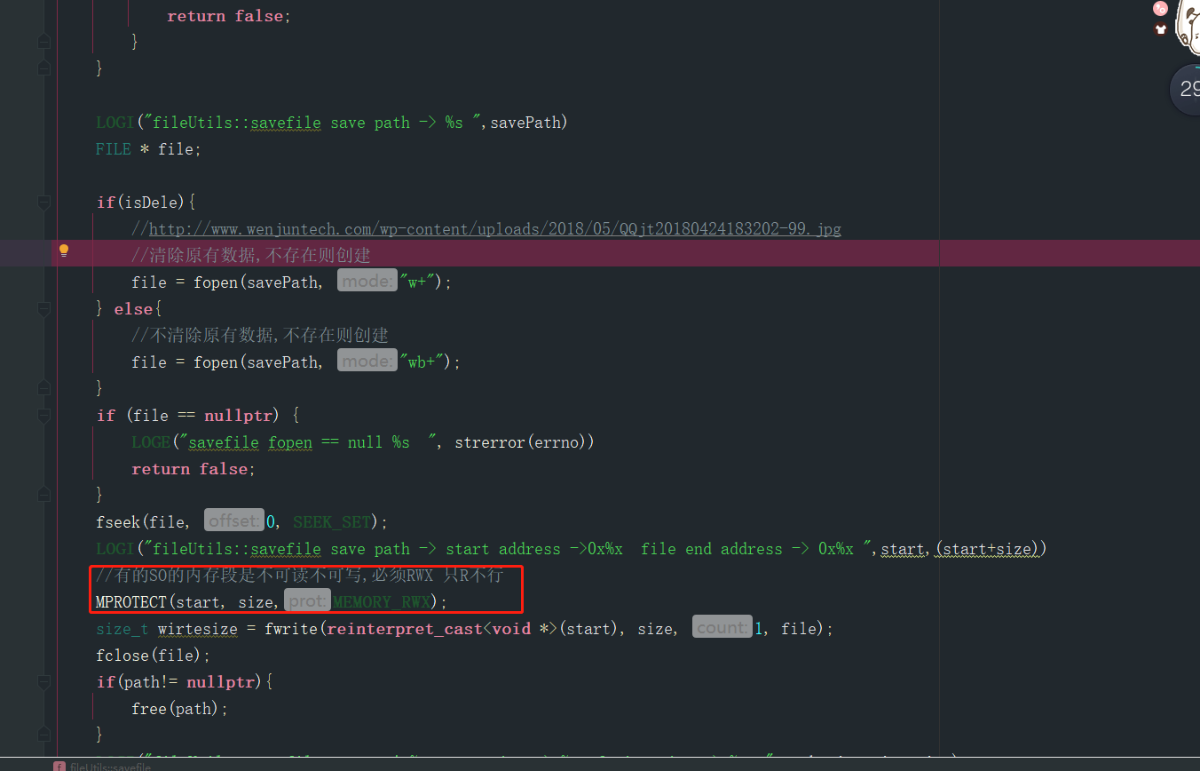 return false;
}
}
LOGI("fileUtils::savefile save path -> %s ",savePath)
FILE * file;
if(isDele){
//http://www.wenjuntech.com/wp-content/uploads/2018/05/QQjt20180424183202-99.jpg
//清除原有数据,不存在则创建
file = fopen(savePath, mode: "w+");
} else{
//不清除原有数据,不存在则创建
file = fopen(savePath, mode: "wb+");
}
if (file == nullptr) {
LOGE("savefile fopen == null %s  ", strerror(errno))
return false;
}
fseek(file, offset: 0, SEEK_SET);
LOGI("fileUtils::savefile save path -> start address ->0x%x  file end address -> 0x%x ",start,(start+size))
//有的SO的内存段是不可读不可写,必须RWX 只R不行
MPROTECT(start, size, prot: MEMORY_RWX);
size_t wirtesize = fwrite(reinterpret_cast<void *>(start), size, count: 1, file);
fclose(file);
if(path!= nullptr){
free(path);
}
f fileUtils::savefile
29